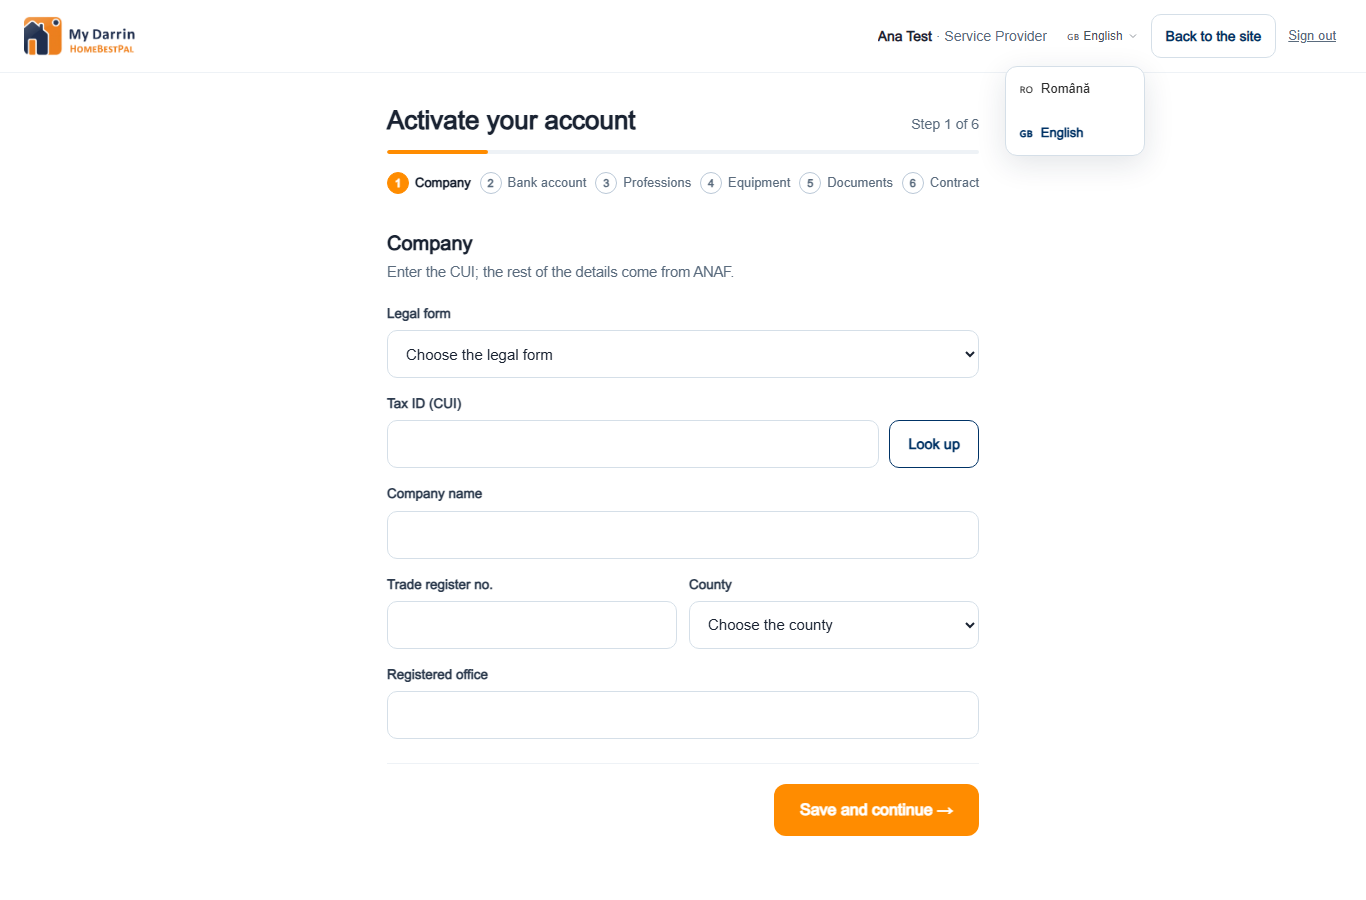 My Darrin
HomeBestPal
Ana Test · Service Provider
GB English
Back to the site
Sign out
RO Română
GB English
Activate your account
Step 1 of 6
1 Company 2 Bank account 3 Professions 4 Equipment 5 Documents 6 Contract
Company
Enter the CUI; the rest of the details come from ANAF.
Legal form
Choose the legal form
Tax ID (CUI)
Look up
Company name
Trade register no.
County
Choose the county
Registered office
Save and continue →